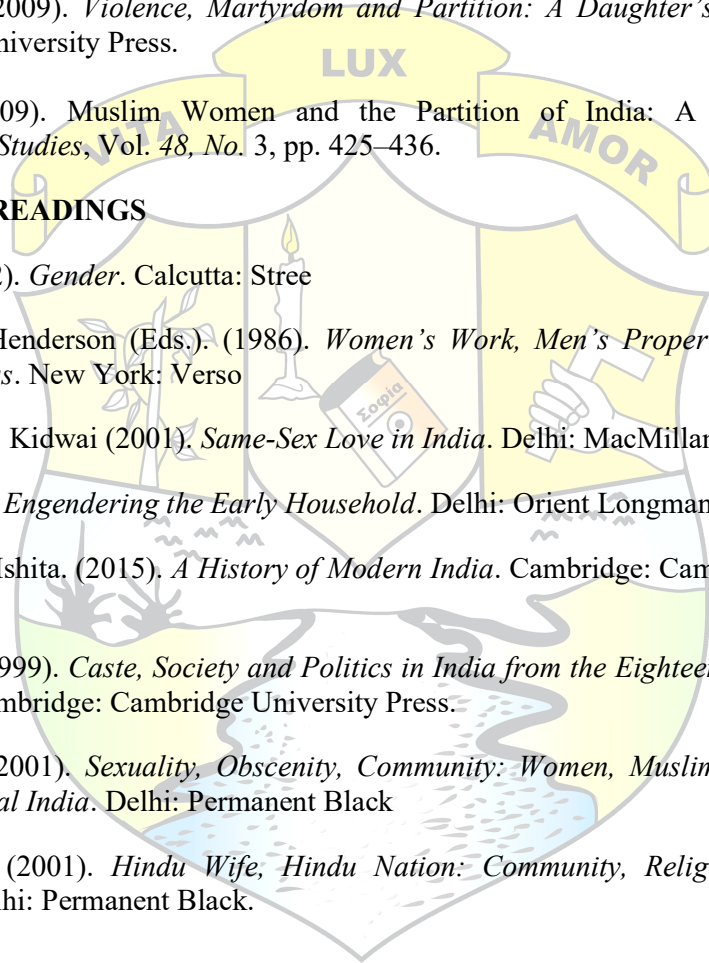 2009). Violence, Martyrdom and Partition: A Daughter's
niversity Press.
LUX
VITA
AMOR
09). Muslim Women and the Partition of India: A
Studies, Vol. 48, No. 3, pp. 425–436.
READINGS
2). Gender. Calcutta: Stree
Henderson (Eds.). (1986). Women's Work, Men's Proper
s. New York: Verso
Kidwai (2001). Same-Sex Love in India. Delhi: MacMillan
Engendering the Early Household. Delhi: Orient Longman
Σοφία
Ishita. (2015). A History of Modern India. Cambridge: Cam
999). Caste, Society and Politics in India from the Eighteen
mbridge: Cambridge University Press.
2001). Sexuality, Obscenity, Community: Women, Muslim
al India. Delhi: Permanent Black
(2001). Hindu Wife, Hindu Nation: Community, Relig
hi: Permanent Black.